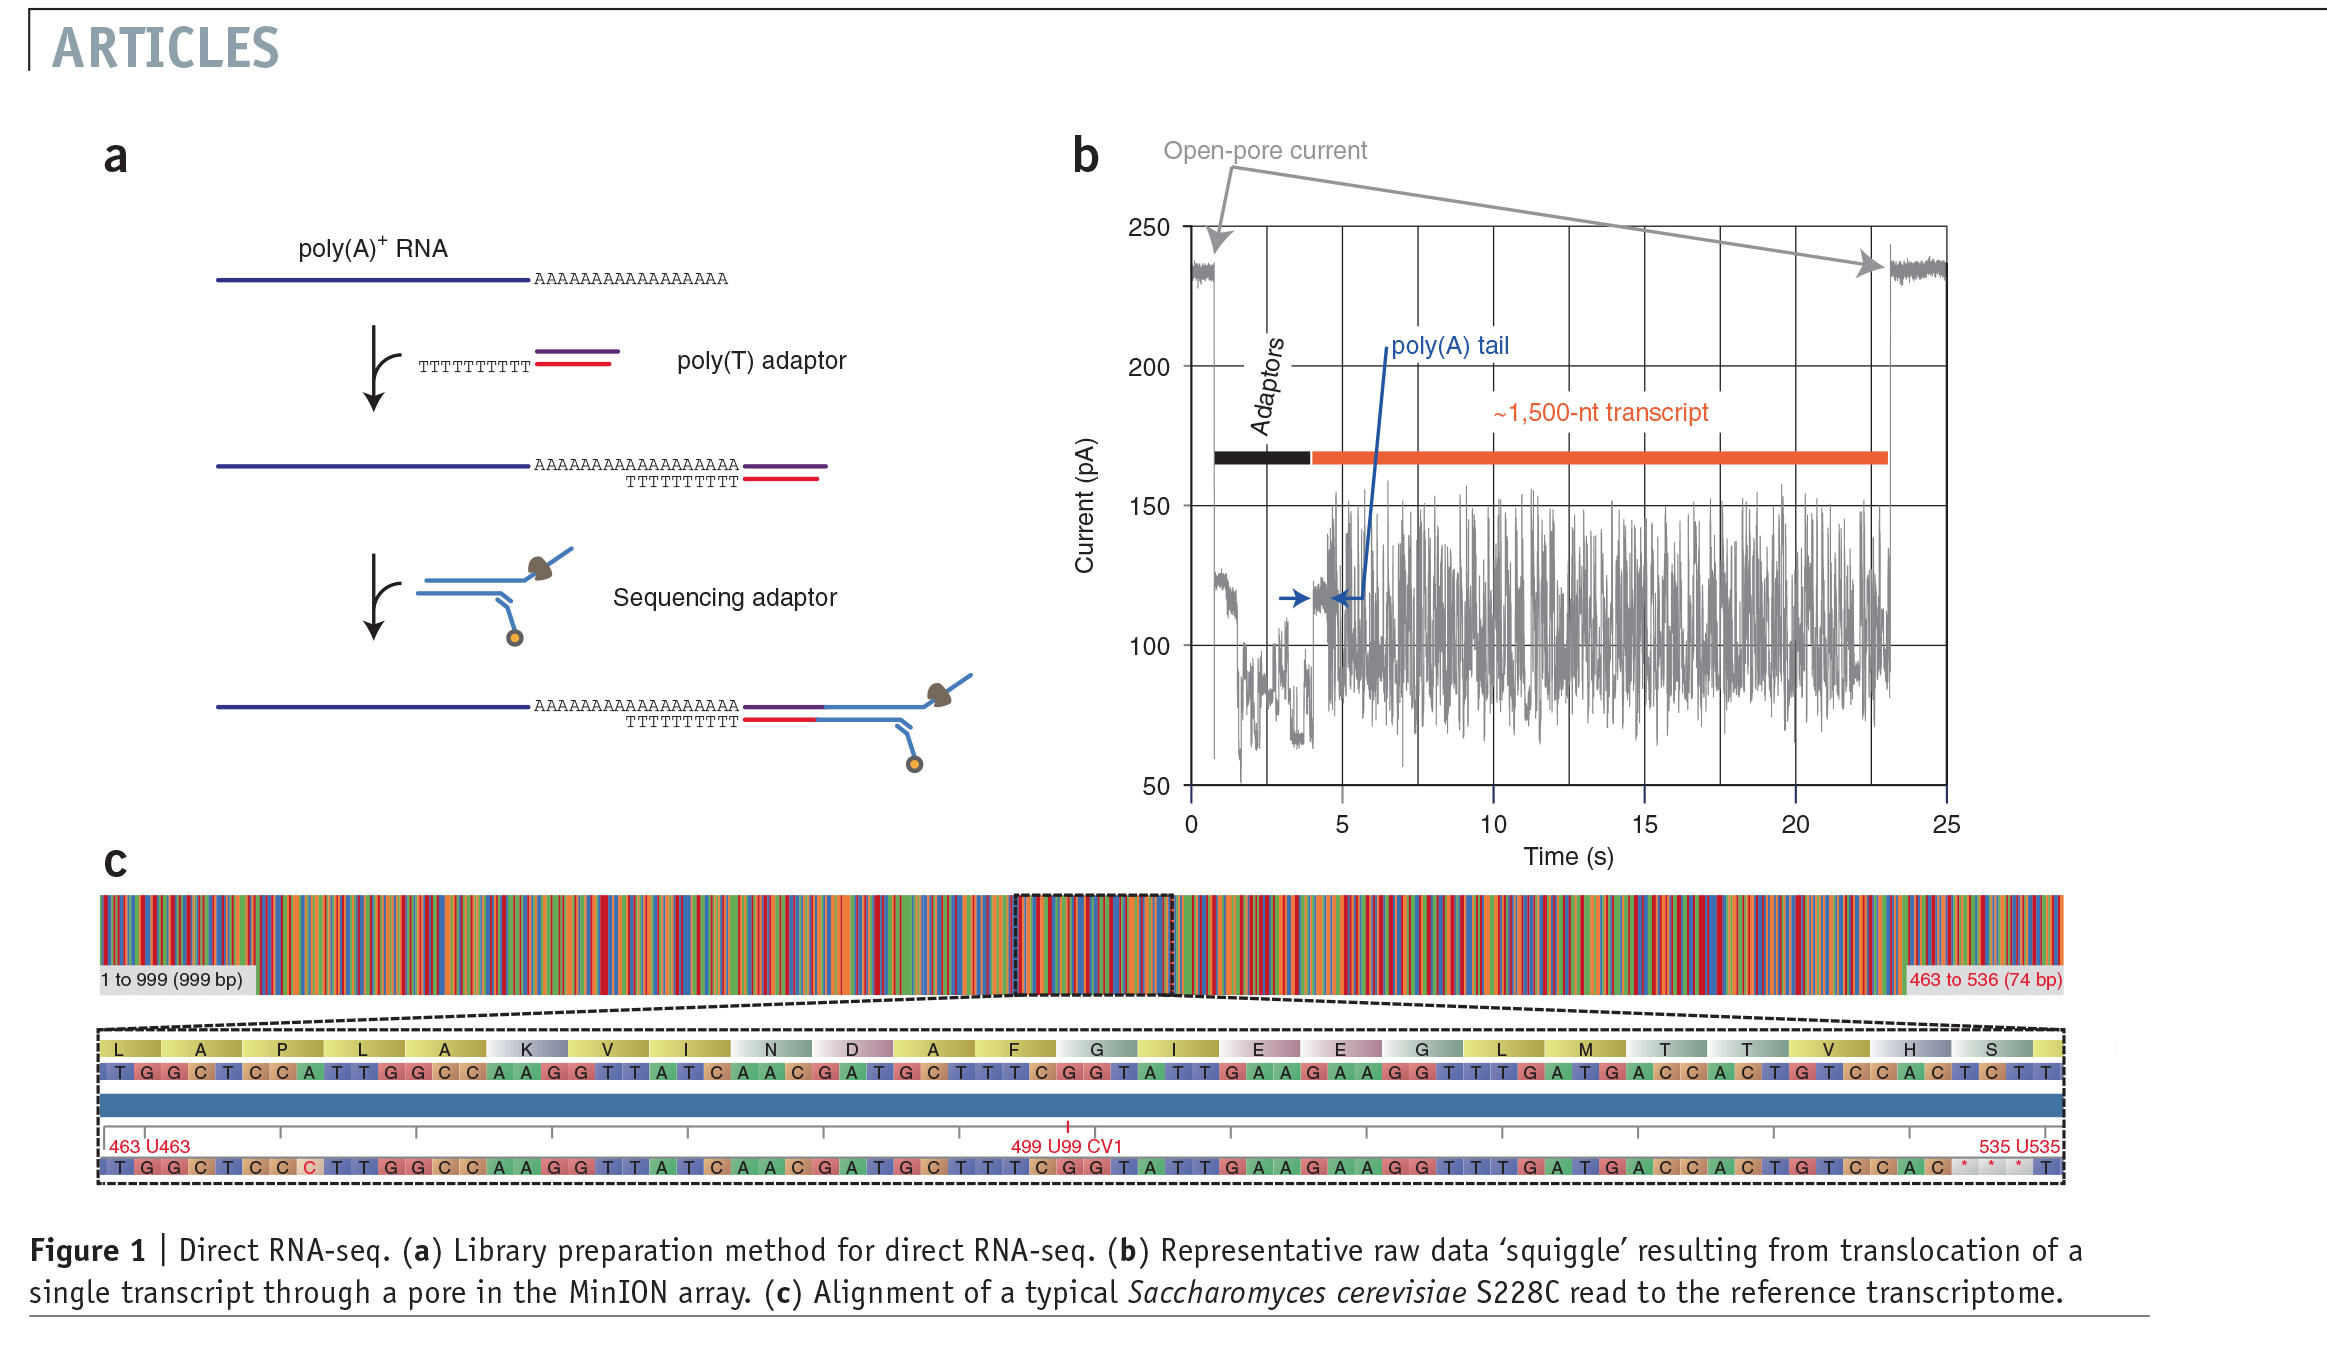 ARTICLES
a
poly(A)+ RNA
AAAAAAAAAAAAAAAAA
TTTTTTTTTT
poly(T) adaptor
AAAAAAAAAAAAAAAAAA
TTTTTTTTTT
Sequencing adaptor
AAAAAAAAAAAAAAAAAA
TTTTTTTTTT
b
Open-pore current
250
200
150
100
50
Current (pA)
Adaptors
poly(A) tail
~1,500-nt transcript
0 5 10 15 20 25
Time (s)
c
1 to 999 (999 bp)
463 to 536 (74 bp)
L A P L A K V I N D A F G I E E G L M T T V H S
T G G C T C C A T T G G C C A A G G T T A T C A A C G A T G C T T T C G G T A T T G A A G A A G G T T T G A T G A C C A C T G T C C A C T C T T
463 U463 499 U99 CV1 535 U535
T G G C T C C C T T G G C C A A G G T T A T C A A C G A T G C T T T C G G T A T T G A A G A A G G T T T G A T G A C C A C T G T C C A C * * * T
Figure 1 | Direct RNA-seq. (a) Library preparation method for direct RNA-seq. (b) Representative raw data ‘squiggle’ resulting from translocation of a
single transcript through a pore in the MinION array. (c) Alignment of a typical Saccharomyces cerevisiae S228C read to the reference transcriptome.